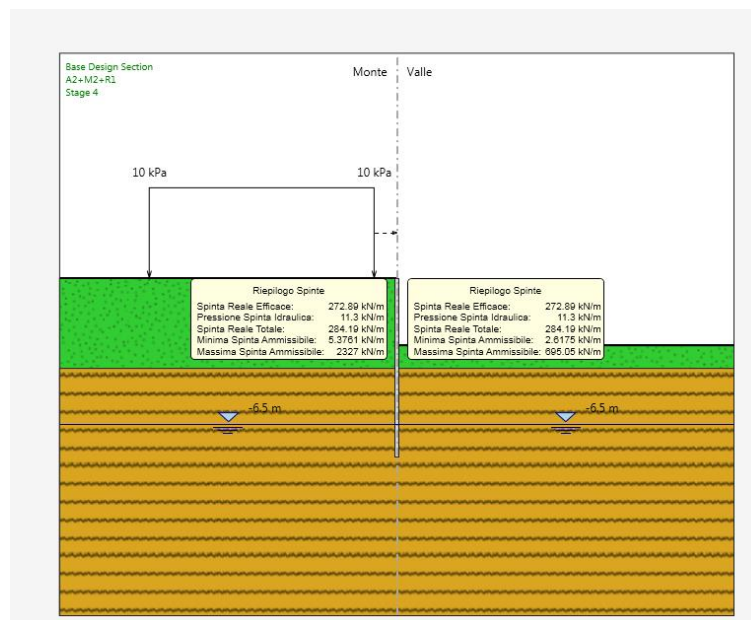 Base Design Section
A2+M2+R1
Stage 4
Monte
Valle
10 kPa
10 kPa
Riepilogo Spinte
Spinta Reale Efficace: 272.89 kN/m
Pressione Spinta Idraulica: 11.3 kN/m
Spinta Reale Totale: 284.19 kN/m
Minima Spinta Ammissibile: 5.3761 kN/m
Massima Spinta Ammissibile: 2327 kN/m
Riepilogo Spinte
Spinta Reale Efficace: 272.89 kN/m
Pressione Spinta Idraulica: 11.3 kN/m
Spinta Reale Totale: 284.19 kN/m
Minima Spinta Ammissibile: 2.6175 kN/m
Massima Spinta Ammissibile: 695.05 kN/m
-6.5 m
-6.5 m